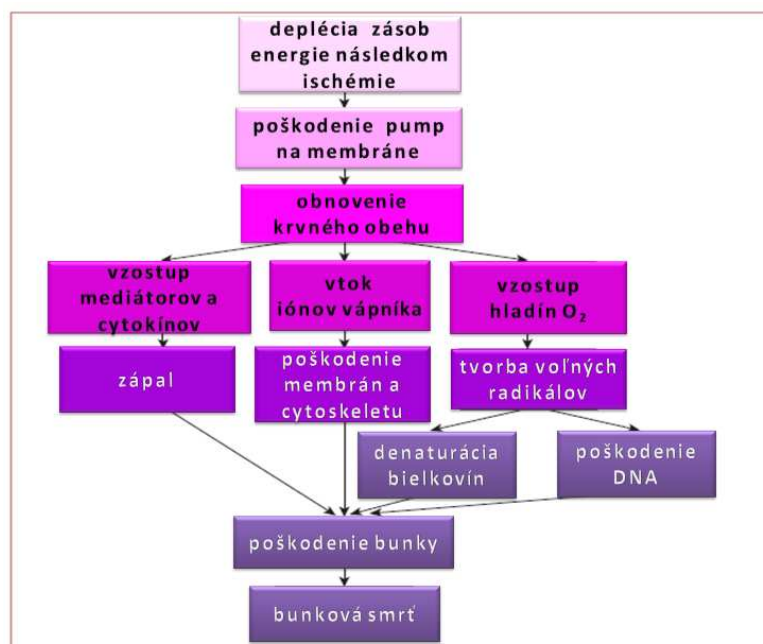 deplécia zásob
energie následkom
ischémie
poškodenie pump
na membráne
obnovenie
krvného obehu
vzostup
mediátorov a
cytokínov
vtok
iónov vápníka
vzostup
hladín O₂
zápal
poškodenie
membrán a
cytoskeletu
tvorba voľných
radikálov
denaturácia
bielkovín
poškodenie
DNA
poškodenie bunky
bunková smrť